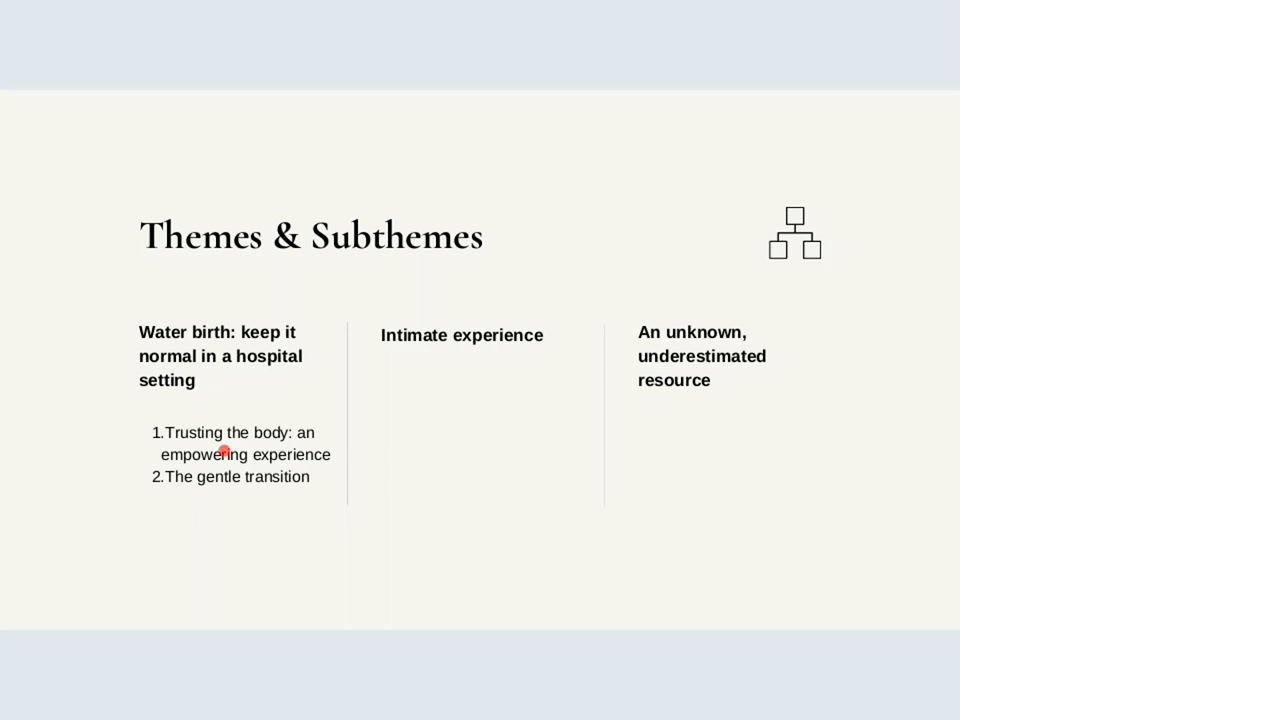 Themes & Subthemes
Water birth: keep it
normal in a hospital
setting
1.Trusting the body: an
empowering experience
2.The gentle transition
Intimate experience
An unknown,
underestimated
resource